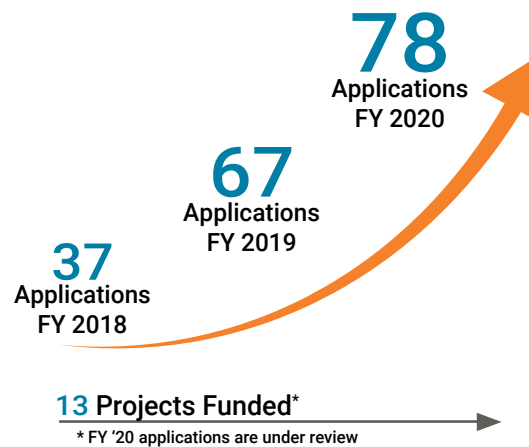 78
Applications
FY 2020
67
Applications
FY 2019
37
Applications
FY 2018
13 Projects Funded*
* FY ‘20 applications are under review